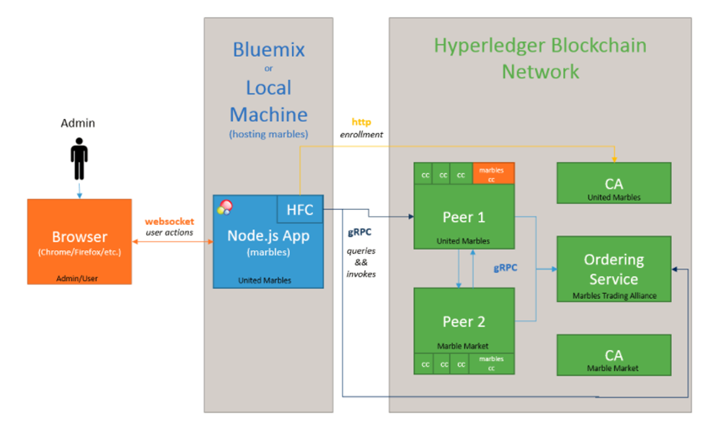 Admin
Browser
(Chrome/Firefox/etc.)
Admin/User
websocket
user actions
Bluemix
or
Local
Machine
(hosting marbles)
HFC
Node.js App
(marbles)
United Marbles
http
enrollment
gRPC
queries
&&
invokes
Hyperledger Blockchain
Network
cc cc cc marbles
cc
Peer 1
United Marbles
gRPC
Peer 2
Marble Market
cc cc cc marbles
cc
CA
United Marbles
Ordering
Service
Marbles Trading Alliance
CA
Marble Market